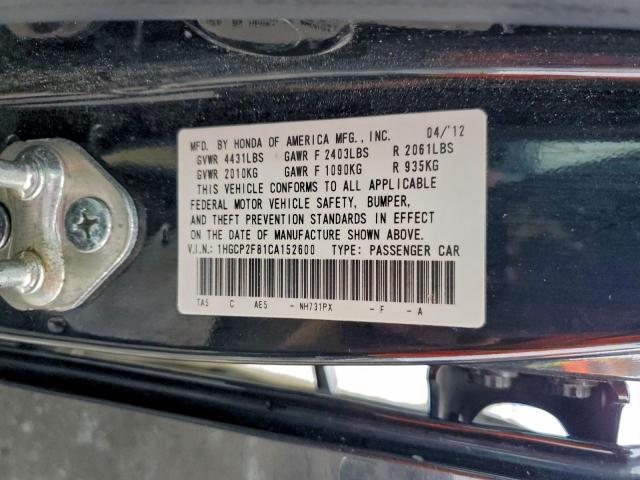 MFD. BY HONDA OF AMERICA MFG., INC. 04/'12
GVWR 4431LBS GAWR F 2403LBS R 2061LBS
GVWR 2010KG GAWR F 1090KG R 935KG
THIS VEHICLE CONFORMS TO ALL APPLICABLE
FEDERAL MOTOR VEHICLE SAFETY, BUMPER,
AND THEFT PREVENTION STANDARDS IN EFFECT
ON THE DATE OF MANUFACTURE SHOWN ABOVE.
V.I.N.: 1HGCP2F81CA152600 TYPE: PASSENGER CAR
TA5 C AE5 - NH731PX - F - A